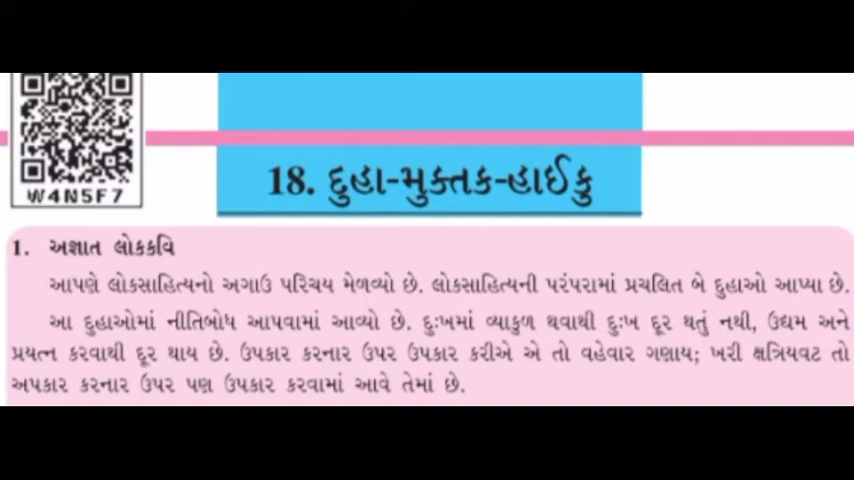 W4N5F7
18. દુહા-મુક્તક-હાઈકુ
1. અજ્ઞાત લોકકવિ
આપણે લોકસાહિત્યનો અગાઉ પરિચય મેળવ્યો છે. લોકસાહિત્યની પરંપરામાં પ્રચલિત બે દુહાઓ આપ્યા છે.
આ દુહાઓમાં નીતિબોધ આપવામાં આવ્યો છે. દુઃખમાં વ્યાકુળ થવાથી દુઃખ દૂર થતું નથી, ઉદ્યમ અને
પ્રયત્ન કરવાથી દૂર થાય છે. ઉપકાર કરનાર ઉપર ઉપકાર કરીએ એ તો વહેવાર ગણાય; ખરી ક્ષત્રિયવટ તો
અપકાર કરનાર ઉપર પણ ઉપકાર કરવામાં આવે તેમાં છે.